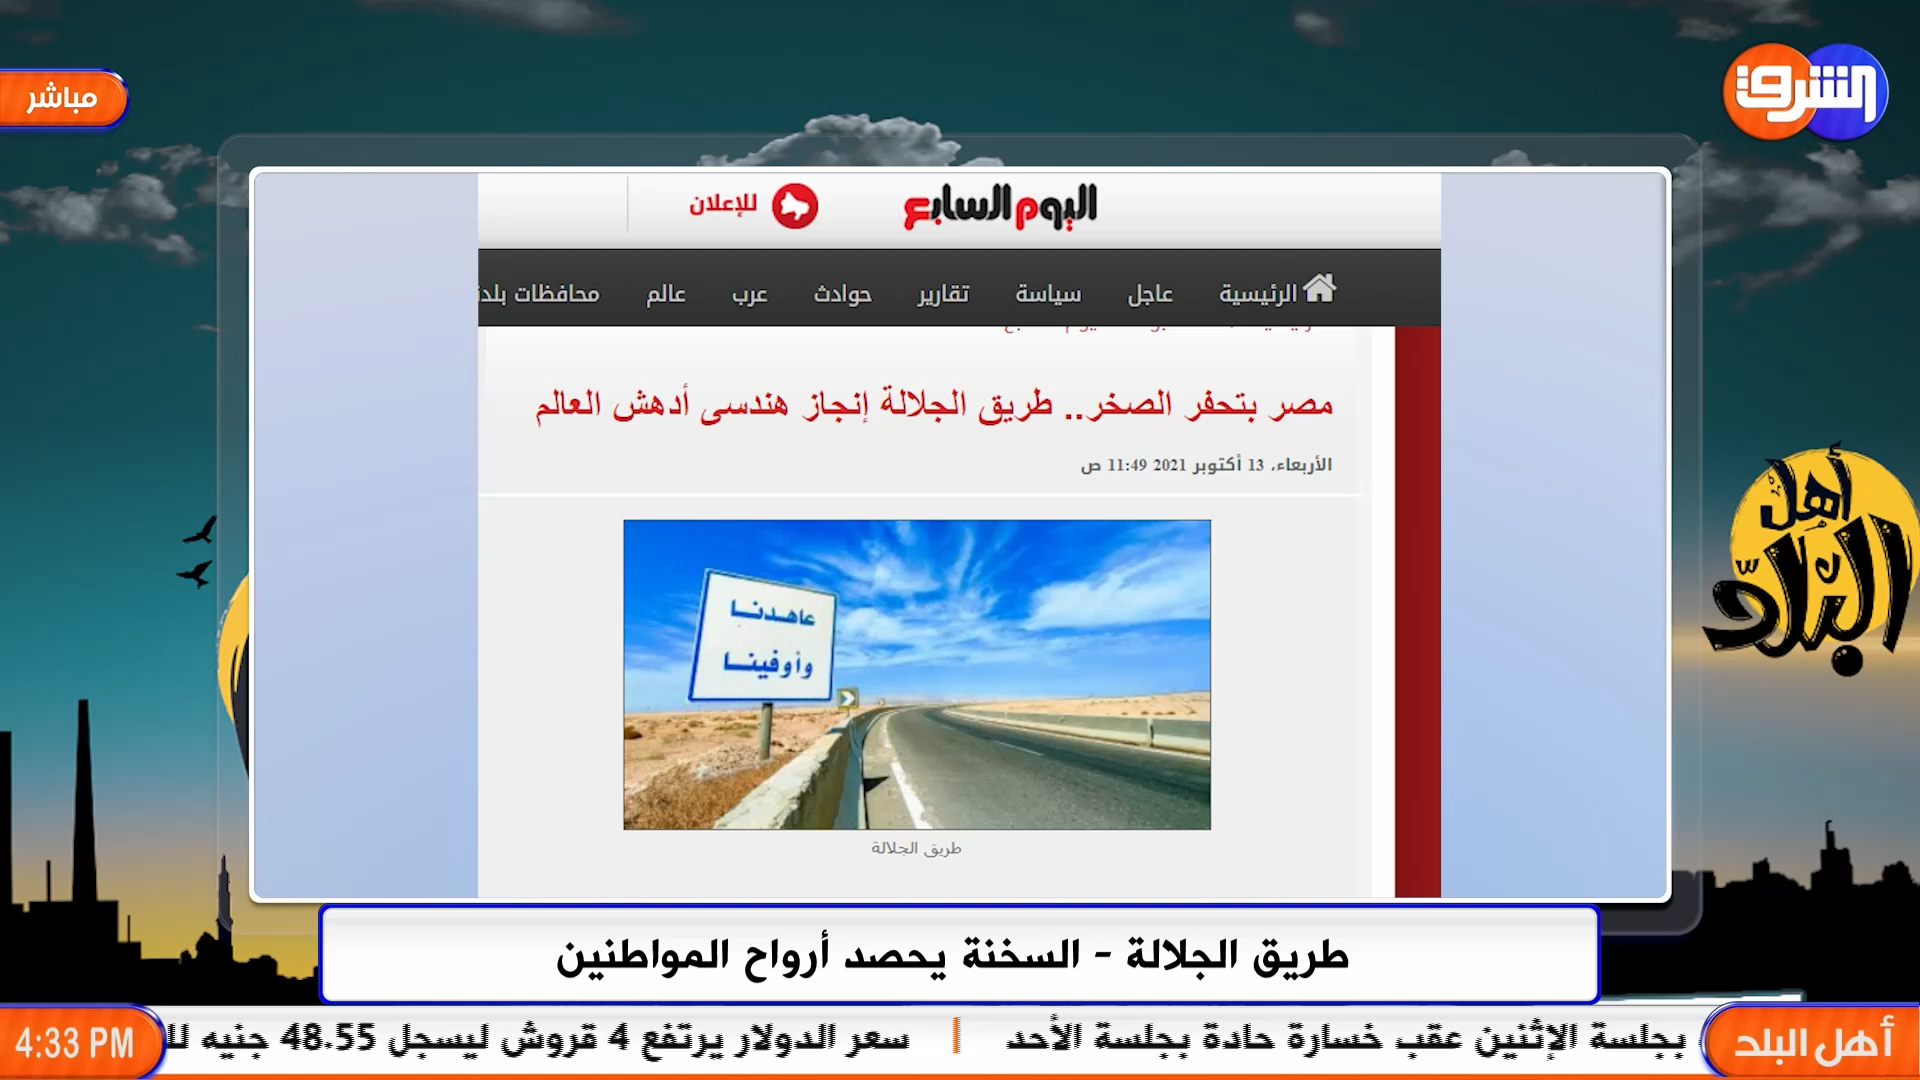 الشرق
مباشر
اليوم السابع
للإعلان
الرئيسية
عاجل
سياسة
تقارير
حوادث
عرب
عالم
محافظات
مصر بتحفر الصخر.. طريق الجلالة إنجاز هندسى أدهش العالم
الأربعاء، 13 أكتوبر 2021 11:49 ص
عاهدنا
وأوفينا
طريق الجلالة
أهل
البلد
طريق الجلالة - السخنة يحصد أرواح المواطنين
أهل البلد
بجلسة الإثنين عقب خسارة حادة بجلسة الأحد | سعر الدولار يرتفع 4 قروش ليسجل 48.55 جنيه
4:33 PM